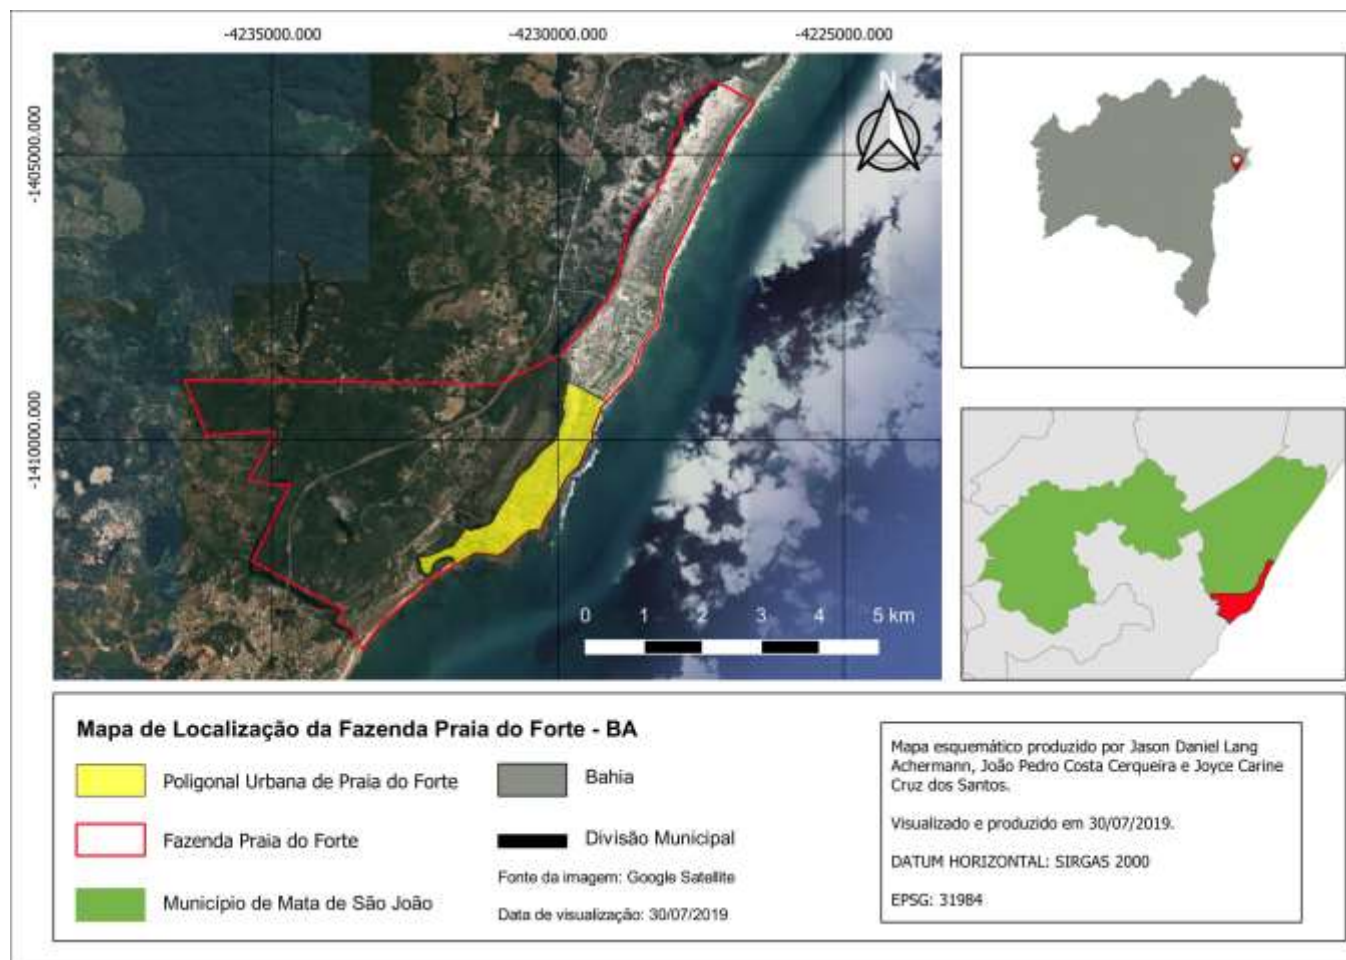 -4235000.000 -4230000.000 -4225000.000
-1405000.000
-1410000.000
N
0 1 2 3 4 5 km
Mapa de Localização da Fazenda Praia do Forte - BA
Poligonal Urbana de Praia do Forte
Fazenda Praia do Forte
Município de Mata de São João
Bahia
Divisão Municipal
Fonte da imagem: Google Satellite
Data de visualização: 30/07/2019
Mapa esquemático produzido por Jason Daniel Lang
Achermann, João Pedro Costa Cerqueira e Joyce Carine
Cruz dos Santos.
Visualizado e produzido em 30/07/2019.
DATUM HORIZONTAL: SIRGAS 2000
EPSG: 31984